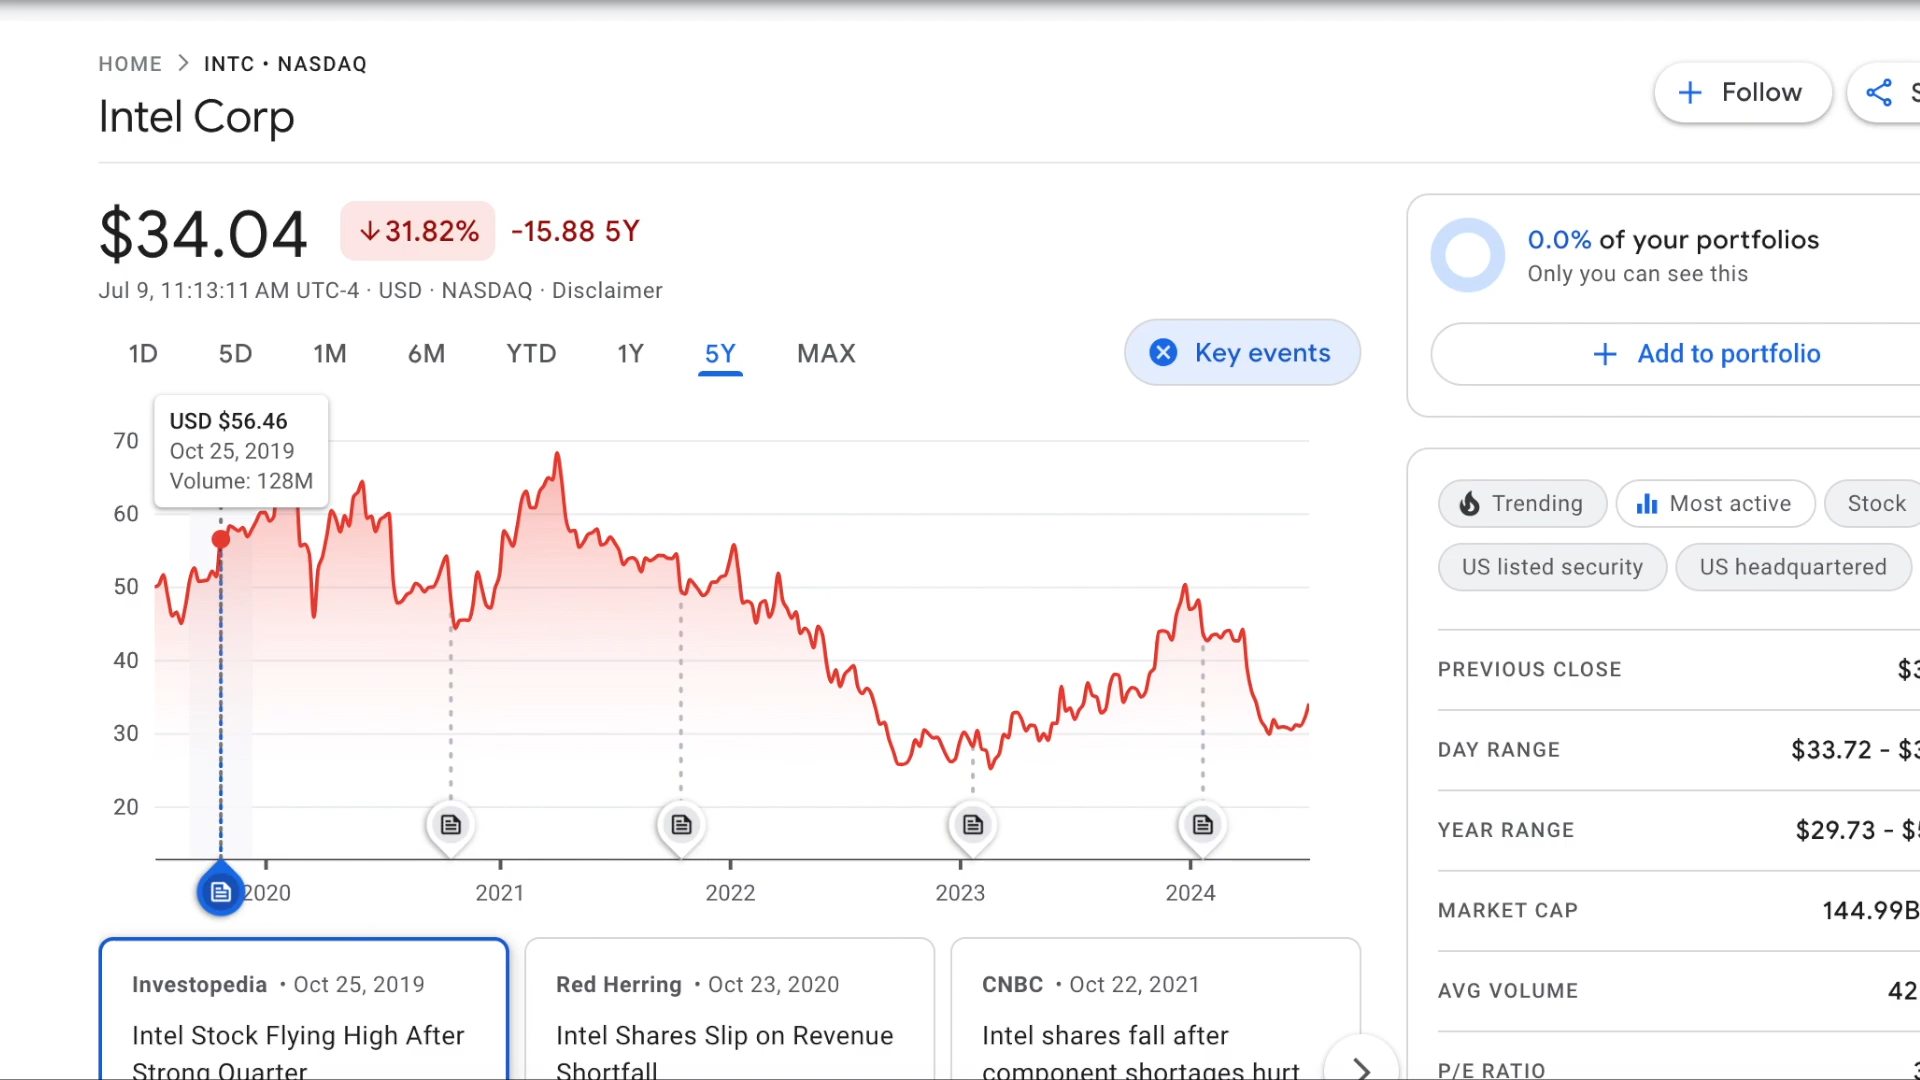 HOME > INTC • NASDAQ
Intel Corp
Follow
$34.04 ↓31.82% -15.88 5Y
Jul 9, 11:13:11 AM UTC-4 · USD · NASDAQ · Disclaimer
1D 5D 1M 6M YTD 1Y 5Y MAX
Key events
USD $56.46
Oct 25, 2019
Volume: 128M
70
60
50
40
30
20
2020 2021 2022 2023 2024
Investopedia • Oct 25, 2019
Intel Stock Flying High After
Strong Quarter
Red Herring • Oct 23, 2020
Intel Shares Slip on Revenue
Shortfall
CNBC • Oct 22, 2021
Intel shares fall after
component shortages hurt
0.0% of your portfolios
Only you can see this
+ Add to portfolio
Trending Most active Stock
US listed security US headquartered
PREVIOUS CLOSE
DAY RANGE $33.72 -
YEAR RANGE $29.73 -
MARKET CAP 144.99B
AVG VOLUME 42
P/E RATIO